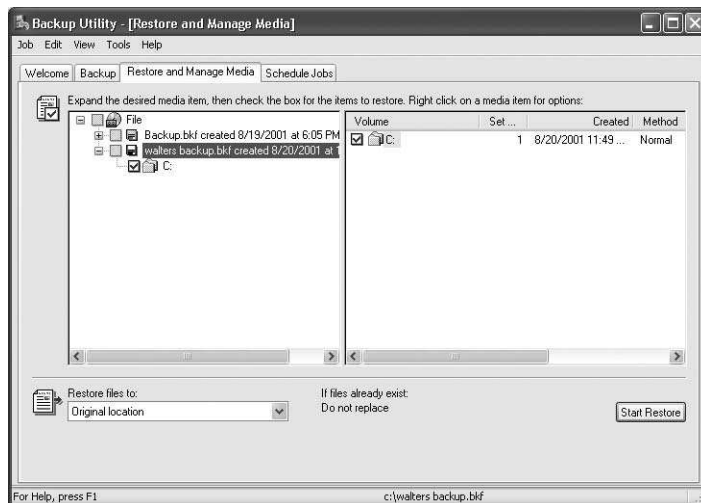 Backup Utility - [Restore and Manage Media]
Job Edit View Tools Help
Welcome Backup Restore and Manage Media Schedule Jobs
Expand the desired media item, then check the box for the items to restore. Right click on a media item for options:
File
Backup.bkf created 8/19/2001 at 6:05 PM
walters backup.bkf created 8/20/2001 at 1
C:
Volume Set ... Created Method
C: 1 8/20/2001 11:49 ... Normal
Restore files to:
Original location
If files already exist:
Do not replace
Start Restore
For Help, press F1 c:\walters backup.bkf